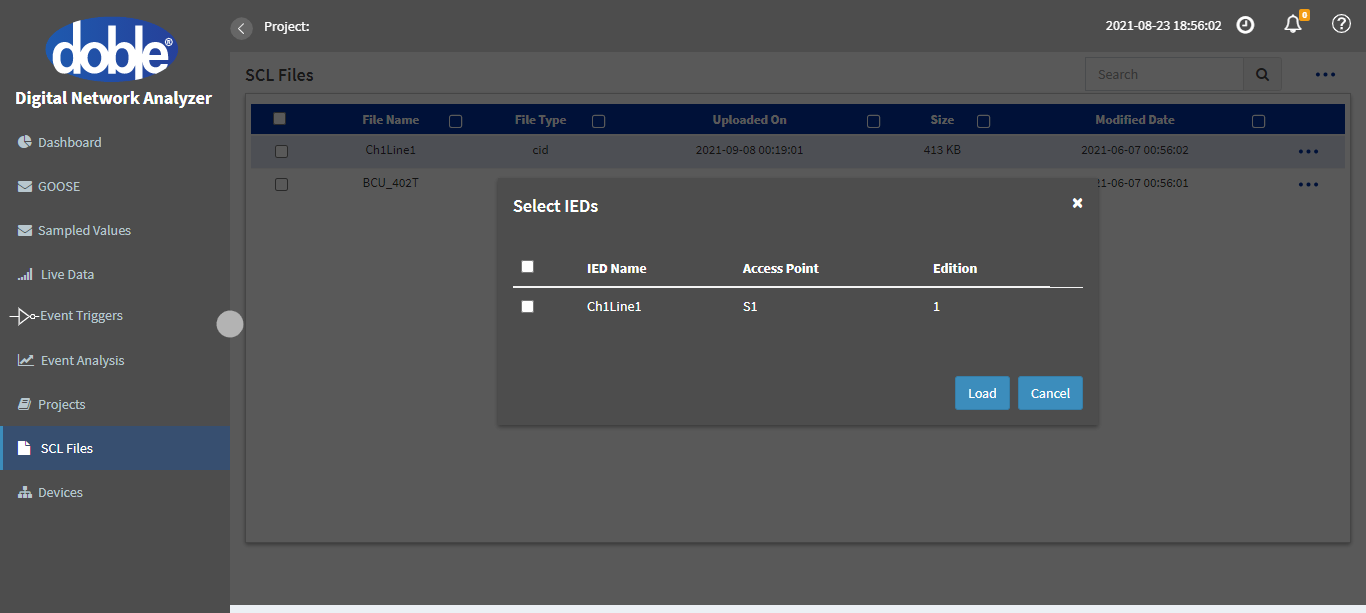 doble®
Digital Network Analyzer
Dashboard
GOOSE
Sampled Values
Live Data
Event Triggers
Event Analysis
Projects
SCL Files
Devices
Project:
2021-08-23 18:56:02
0
?
SCL Files
Search
File Name File Type Uploaded On Size Modified Date
Ch1Line1 cid 2021-09-08 00:19:01 413 KB 2021-06-07 00:56:02
BCU_402T 21-06-07 00:56:01
Select IEDs
IED Name Access Point Edition
Ch1Line1 S1 1
Load Cancel